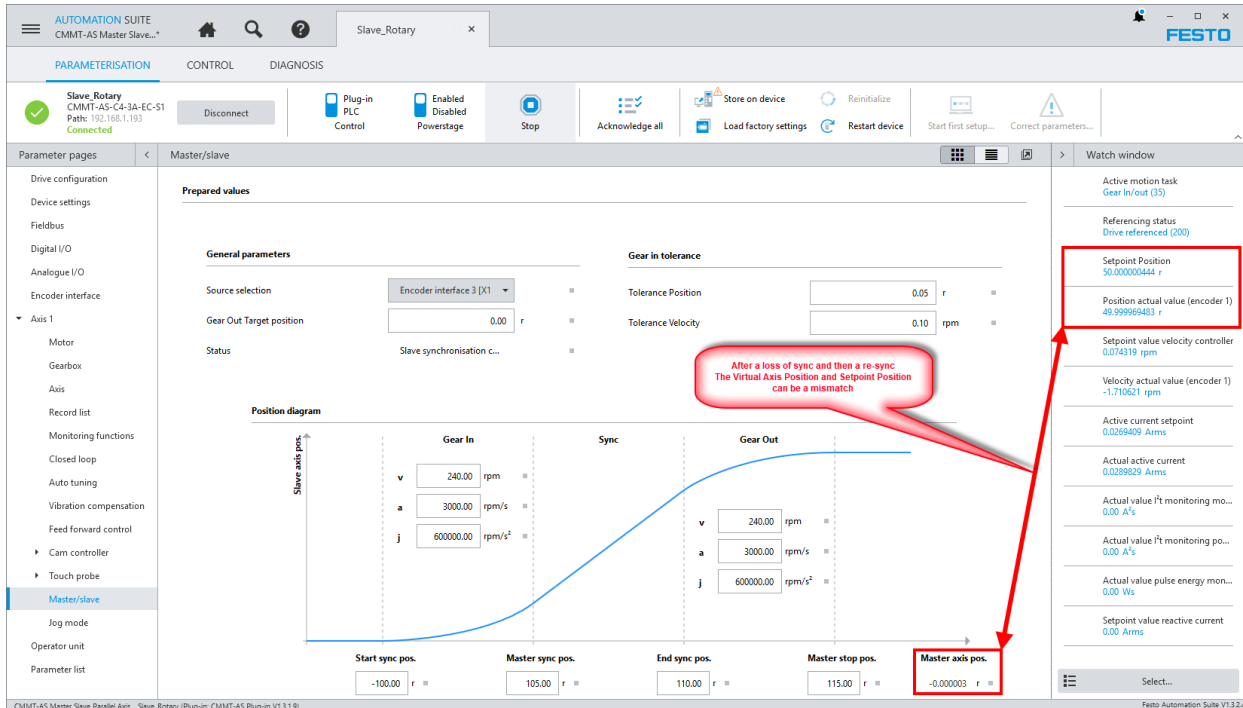 AUTOMATION SUITE
CMMT-AS Master Slave...*
Slave_Rotary ×
FESTO
PARAMETERISATION CONTROL DIAGNOSIS
Slave_Rotary
CMMT-AS-C4-3A-EC-S1
Path: 192.168.1.193
Connected
Disconnect
Plug-in
PLC
Control
Enabled
Disabled
Powerstage
Stop
Acknowledge all
Store on device
Load factory settings
Reinitialize
Restart device
Start first setup...
Correct parameters...
Parameter pages
Master/slave
Watch window
Drive configuration
Device settings
Fieldbus
Digital I/O
Analogue I/O
Encoder interface
Axis 1
Motor
Gearbox
Axis
Record list
Monitoring functions
Closed loop
Auto tuning
Vibration compensation
Feed forward control
Cam controller
Touch probe
Master/slave
Jog mode
Operator unit
Parameter list
Prepared values
General parameters
Source selection Encoder interface 3 [X1
Gear Out Target position 0.00 r
Status Slave synchronisation c...
Gear in tolerance
Tolerance Position 0.05 r
Tolerance Velocity 0.10 rpm
After a loss of sync and then a re-sync
The Virtual Axis Position and Setpoint Position
can be a mismatch
Position diagram
Slave axis pos.
Gear In Sync Gear Out
v 240.00 rpm
a 3000.00 rpm/s
j 600000.00 rpm/s²
v 240.00 rpm
a 3000.00 rpm/s
j 600000.00 rpm/s²
Start sync pos. Master sync pos. End sync pos. Master stop pos. Master axis pos.
-100.00 r 105.00 r 110.00 r 115.00 r -0.000003 r
Active motion task
Gear In/out (35)
Referencing status
Drive referenced (200)
Setpoint Position
50.000000444 r
Position actual value (encoder 1)
49.999969483 r
Setpoint value velocity controller
0.074319 rpm
Velocity actual value (encoder 1)
-1.710621 rpm
Active current setpoint
0.0269409 Arms
Actual active current
0.0289829 Arms
Actual value I²t monitoring mo...
0.00 A²s
Actual value I²t monitoring po...
0.00 A²s
Actual value pulse energy mon...
0.00 Ws
Setpoint value reactive current
0.00 Arms
Select...
CMMT-AS Master Slave Parallel Axis Slave_Rotary (Plug-in: CMMT-AS Plug-in V1.3.1.9)
Festo Automation Suite V1.3.2.